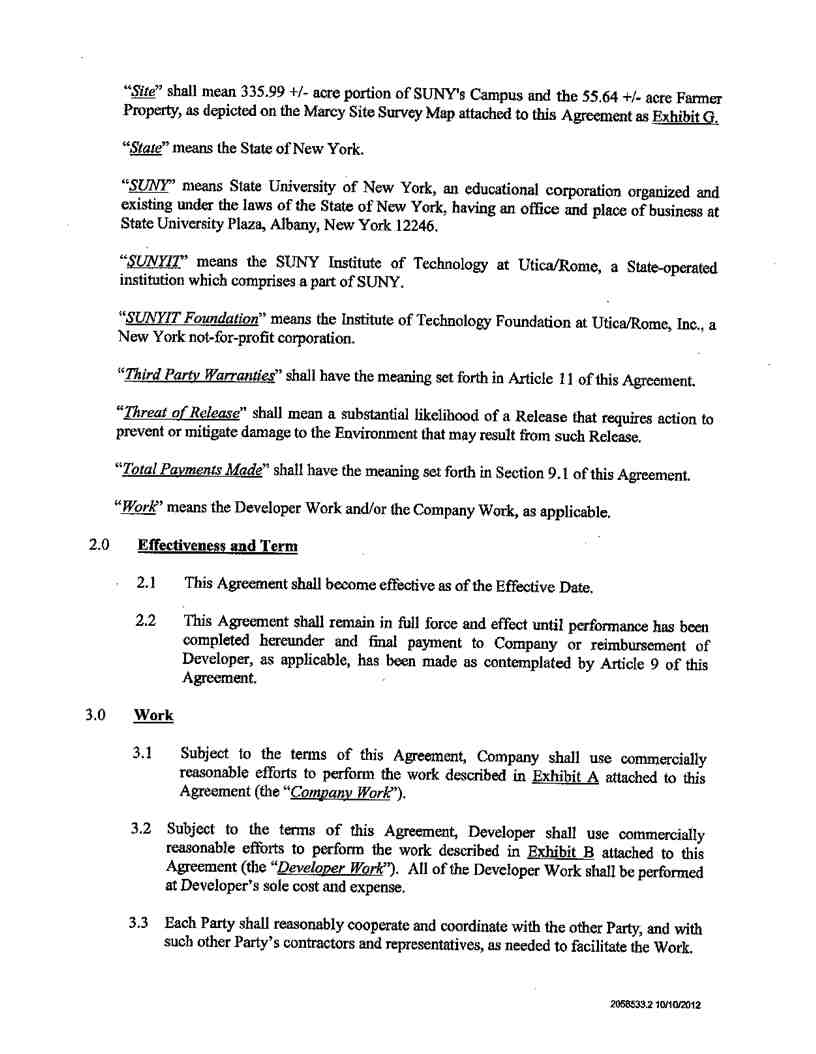 “Site” shall mean 335.99 +/- acre portion of SUNY's Campus and the 55.64 +/- acre Farmer
Property, as depicted on the Marcy Site Survey Map attached to this Agreement as Exhibit G.
“State” means the State of New York.
“SUNY” means State University of New York, an educational corporation organized and
existing under the laws of the State of New York, having an office and place of business at
State University Plaza, Albany, New York 12246.
“SUNYIT” means the SUNY Institute of Technology at Utica/Rome, a State-operated
institution which comprises a part of SUNY.
“SUNYIT Foundation” means the Institute of Technology Foundation at Utica/Rome, Inc., a
New York not-for-profit corporation.
“Third Party Warranties” shall have the meaning set forth in Article 11 of this Agreement.
“Threat of Release” shall mean a substantial likelihood of a Release that requires action to
prevent or mitigate damage to the Environment that may result from such Release.
“Total Payments Made” shall have the meaning set forth in Section 9.1 of this Agreement.
“Work” means the Developer Work and/or the Company Work, as applicable.
2.0 Effectiveness and Term
2.1 This Agreement shall become effective as of the Effective Date.
2.2 This Agreement shall remain in full force and effect until performance has been
completed hereunder and final payment to Company or reimbursement of
Developer, as applicable, has been made as contemplated by Article 9 of this
Agreement.
3.0 Work
3.1 Subject to the terms of this Agreement, Company shall use commercially
reasonable efforts to perform the work described in Exhibit A attached to this
Agreement (the “Company Work”).
3.2 Subject to the terms of this Agreement, Developer shall use commercially
reasonable efforts to perform the work described in Exhibit B attached to this
Agreement (the “Developer Work”). All of the Developer Work shall be performed
at Developer’s sole cost and expense.
3.3 Each Party shall reasonably cooperate and coordinate with the other Party, and with
such other Party’s contractors and representatives, as needed to facilitate the Work.
2058533.2 10/10/2012